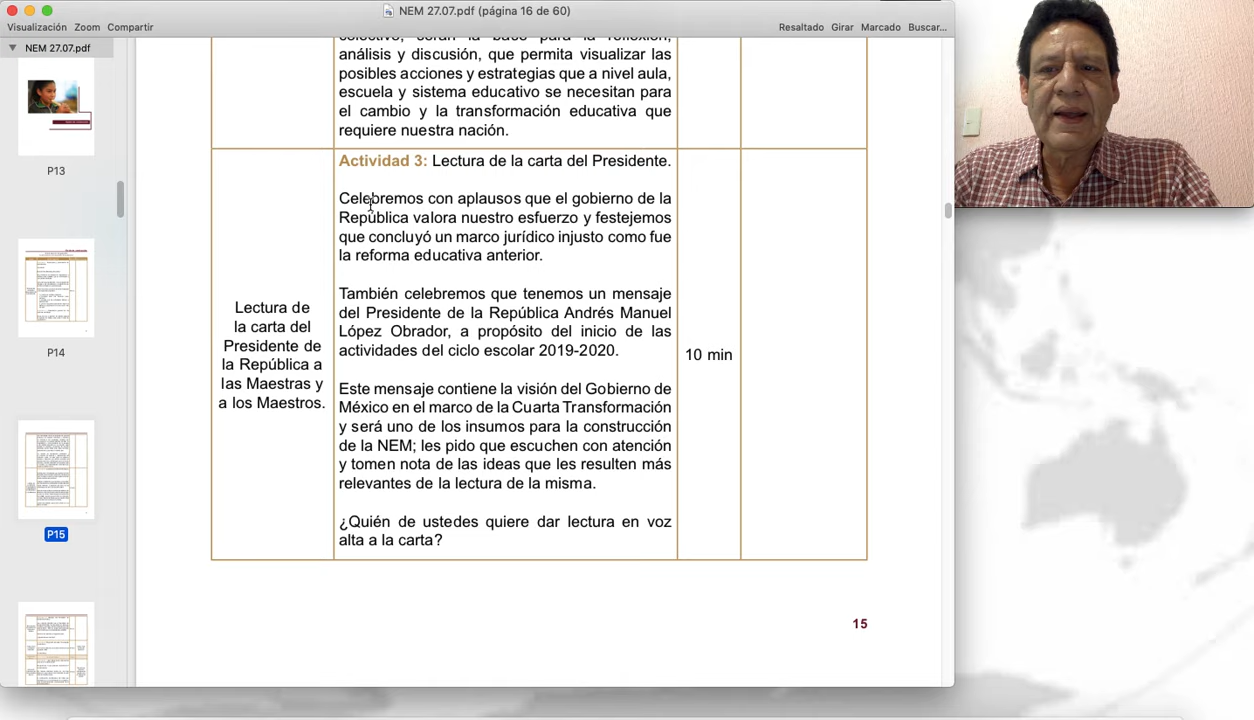 NEM 27.07.pdf (página 16 de 60)
Visualización Zoom Compartir
Resaltado Girar Marcado Buscar...
NEM 27.07.pdf
P13
P14
P15
selectivo, serán la base para la reflexión,
análisis y discusión, que permita visualizar las
posibles acciones y estrategias que a nivel aula,
escuela y sistema educativo se necesitan para
el cambio y la transformación educativa que
requiere nuestra nación.
Lectura de
la carta del
Presidente de
la República a
las Maestras y
a los Maestros.
Actividad 3: Lectura de la carta del Presidente.
Celebremos con aplausos que el gobierno de la
República valora nuestro esfuerzo y festejemos
que concluyó un marco jurídico injusto como fue
la reforma educativa anterior.
También celebremos que tenemos un mensaje
del Presidente de la República Andrés Manuel
López Obrador, a propósito del inicio de las
actividades del ciclo escolar 2019-2020.
Este mensaje contiene la visión del Gobierno de
México en el marco de la Cuarta Transformación
y será uno de los insumos para la construcción
de la NEM; les pido que escuchen con atención
y tomen nota de las ideas que les resulten más
relevantes de la lectura de la misma.
¿Quién de ustedes quiere dar lectura en voz
alta a la carta?
10 min
15